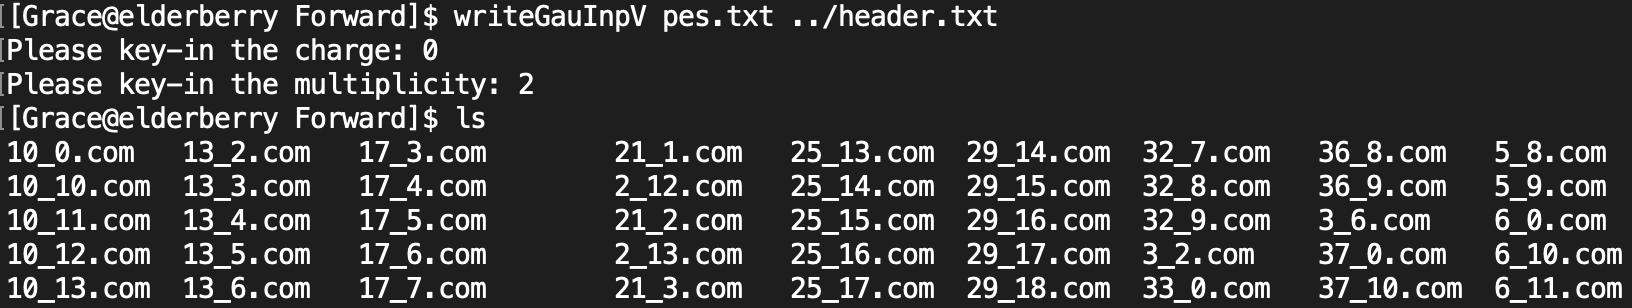 [Grace@elderberry Forward]$ writeGauInpV pes.txt ../header.txt
Please key-in the charge: 0
Please key-in the multiplicity: 2
[Grace@elderberry Forward]$ ls
10_0.com 13_2.com 17_3.com 21_1.com 25_13.com 29_14.com 32_7.com 36_8.com 5_8.com
10_10.com 13_3.com 17_4.com 2_12.com 25_14.com 29_15.com 32_8.com 36_9.com 5_9.com
10_11.com 13_4.com 17_5.com 21_2.com 25_15.com 29_16.com 32_9.com 3_6.com 6_0.com
10_12.com 13_5.com 17_6.com 2_13.com 25_16.com 29_17.com 3_2.com 37_0.com 6_10.com
10_13.com 13_6.com 17_7.com 21_3.com 25_17.com 29_18.com 33_0.com 37_10.com 6_11.com